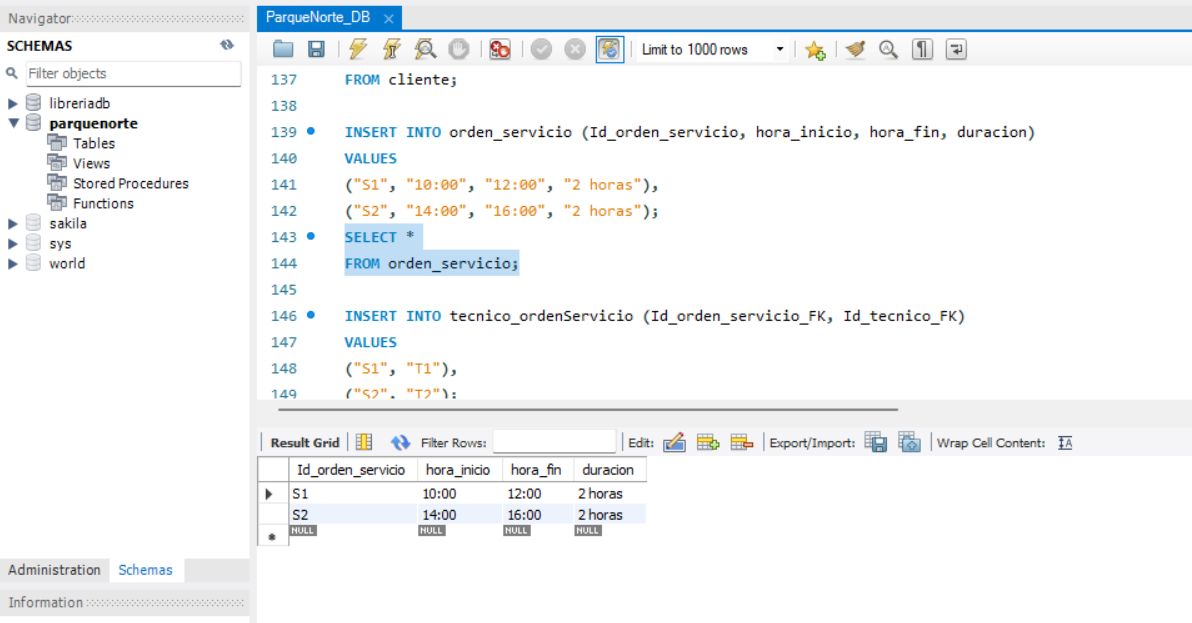 Navigator
SCHEMAS
Filter objects
libreriadb
parquenorte
Tables
Views
Stored Procedures
Functions
sakila
sys
world
Administration Schemas
Information
ParqueNorte_DB
Limit to 1000 rows
137 FROM cliente;
138
139 INSERT INTO orden_servicio (Id_orden_servicio, hora_inicio, hora_fin, duracion)
140 VALUES
141 ("S1", "10:00", "12:00", "2 horas"),
142 ("S2", "14:00", "16:00", "2 horas");
143 SELECT *
144 FROM orden_servicio;
145
146 INSERT INTO tecnico_ordenServicio (Id_orden_servicio_FK, Id_tecnico_FK)
147 VALUES
148 ("S1", "T1"),
149 ("S2", "T2");
Result Grid Filter Rows: Edit: Export/Import: Wrap Cell Content: IA
Id_orden_servicio hora_inicio hora_fin duracion
S1 10:00 12:00 2 horas
S2 14:00 16:00 2 horas
NULL NULL NULL NULL